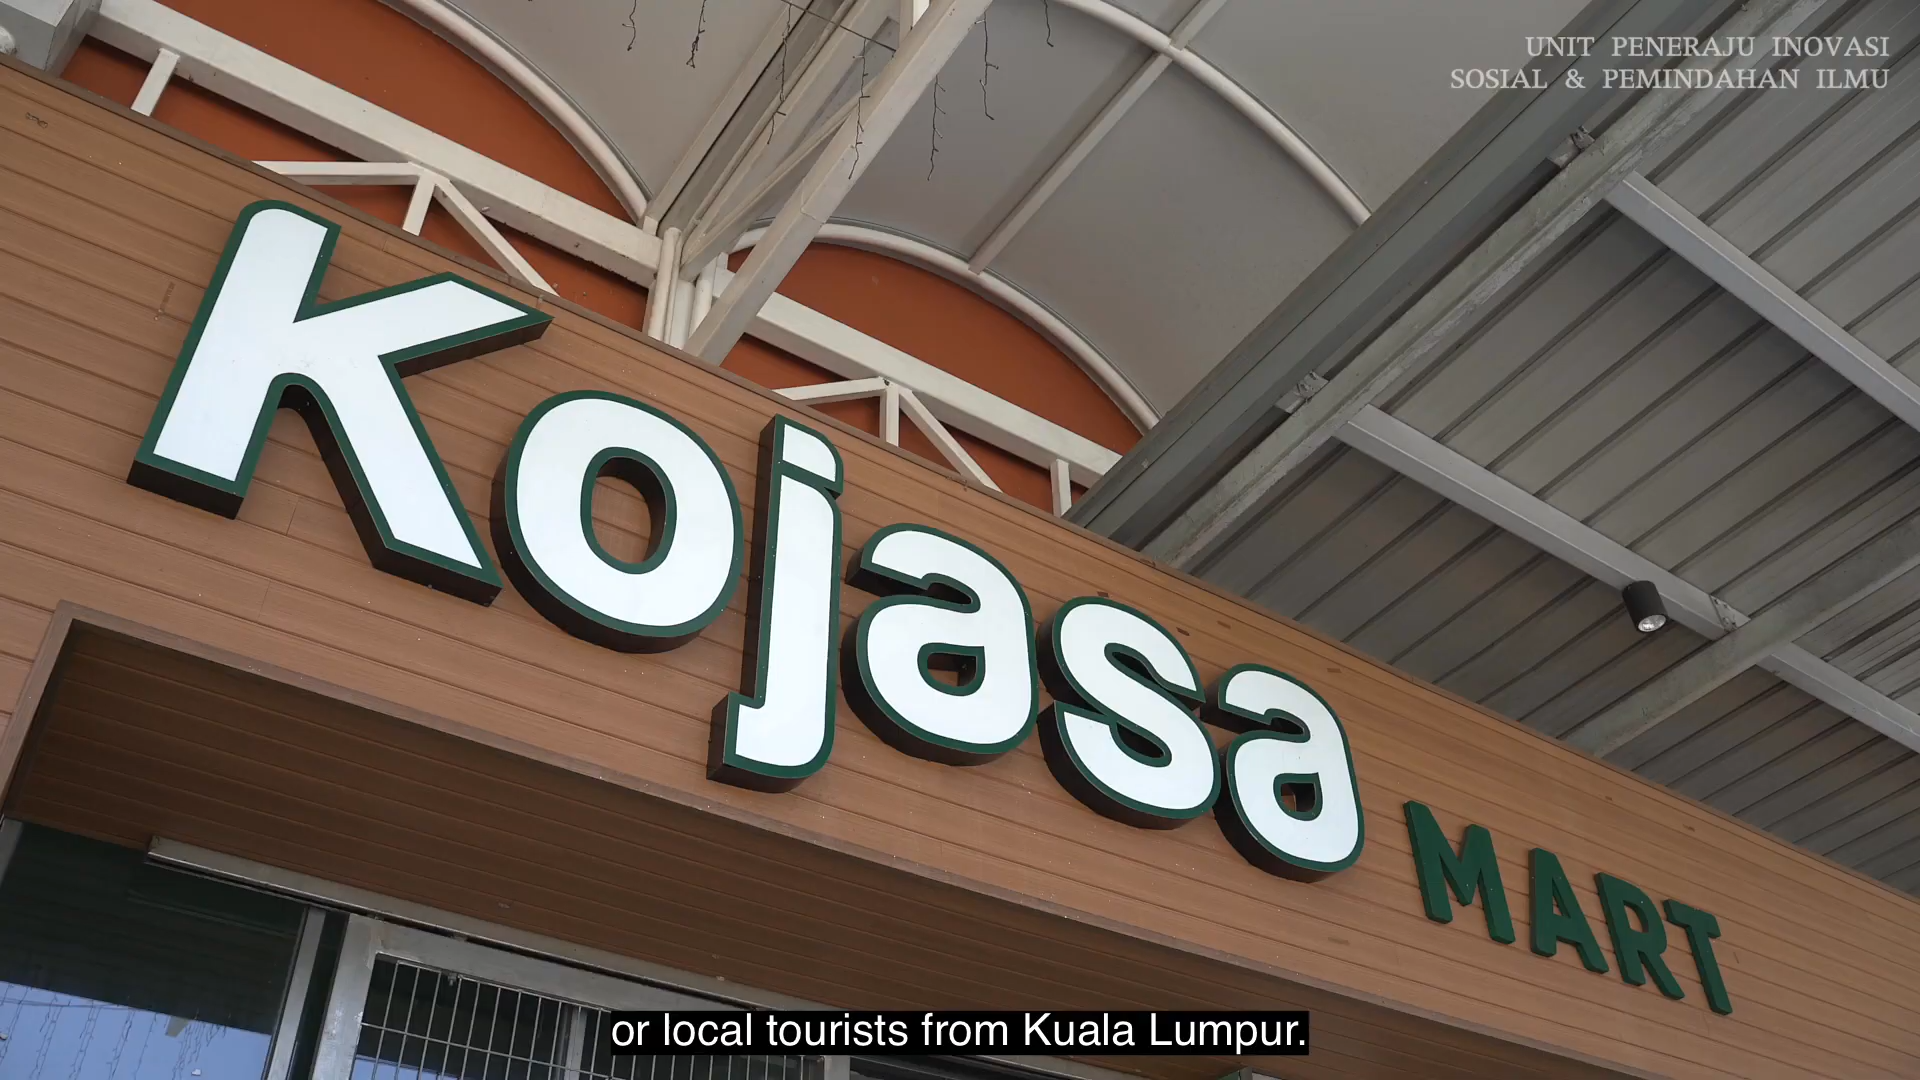 UNIT PENERAJU INOVASI
SOSIAL & PEMINDAHAN ILMU
Kojasa
MART
or local tourists from Kuala Lumpur.